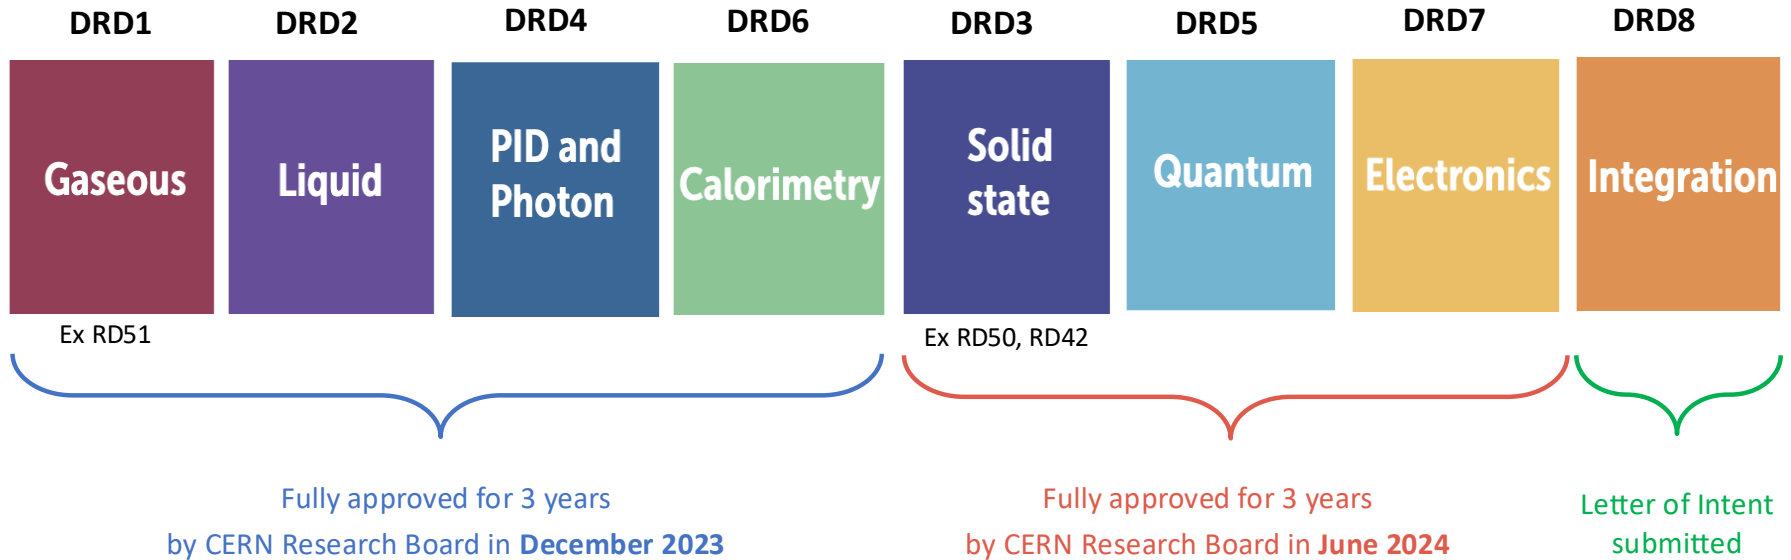 DRD1
DRD2
DRD4
DRD6
DRD3
DRD5
DRD7
DRD8
Gaseous
Liquid
PID and
Photon
Calorimetry
Solid
state
Quantum
Electronics
Integration
Ex RD51
Ex RD50, RD42
Fully approved for 3 years
by CERN Research Board in December 2023
Fully approved for 3 years
by CERN Research Board in June 2024
Letter of Intent
submitted